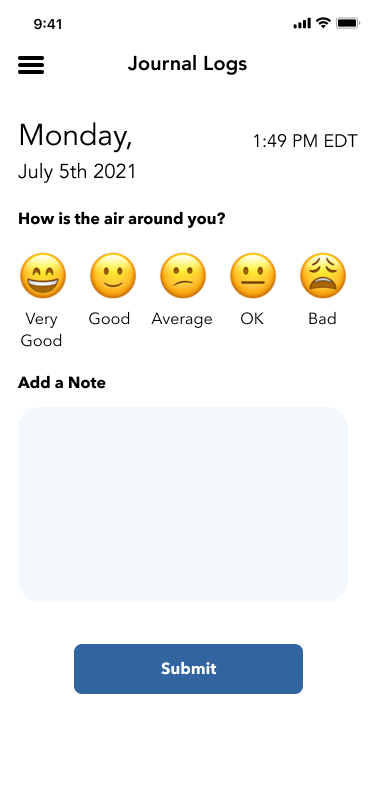 9:41
Journal Logs
Monday,
1:49 PM EDT
July 5th 2021
How is the air around you?
Very Good
Good
Average
OK
Bad
Add a Note
Submit